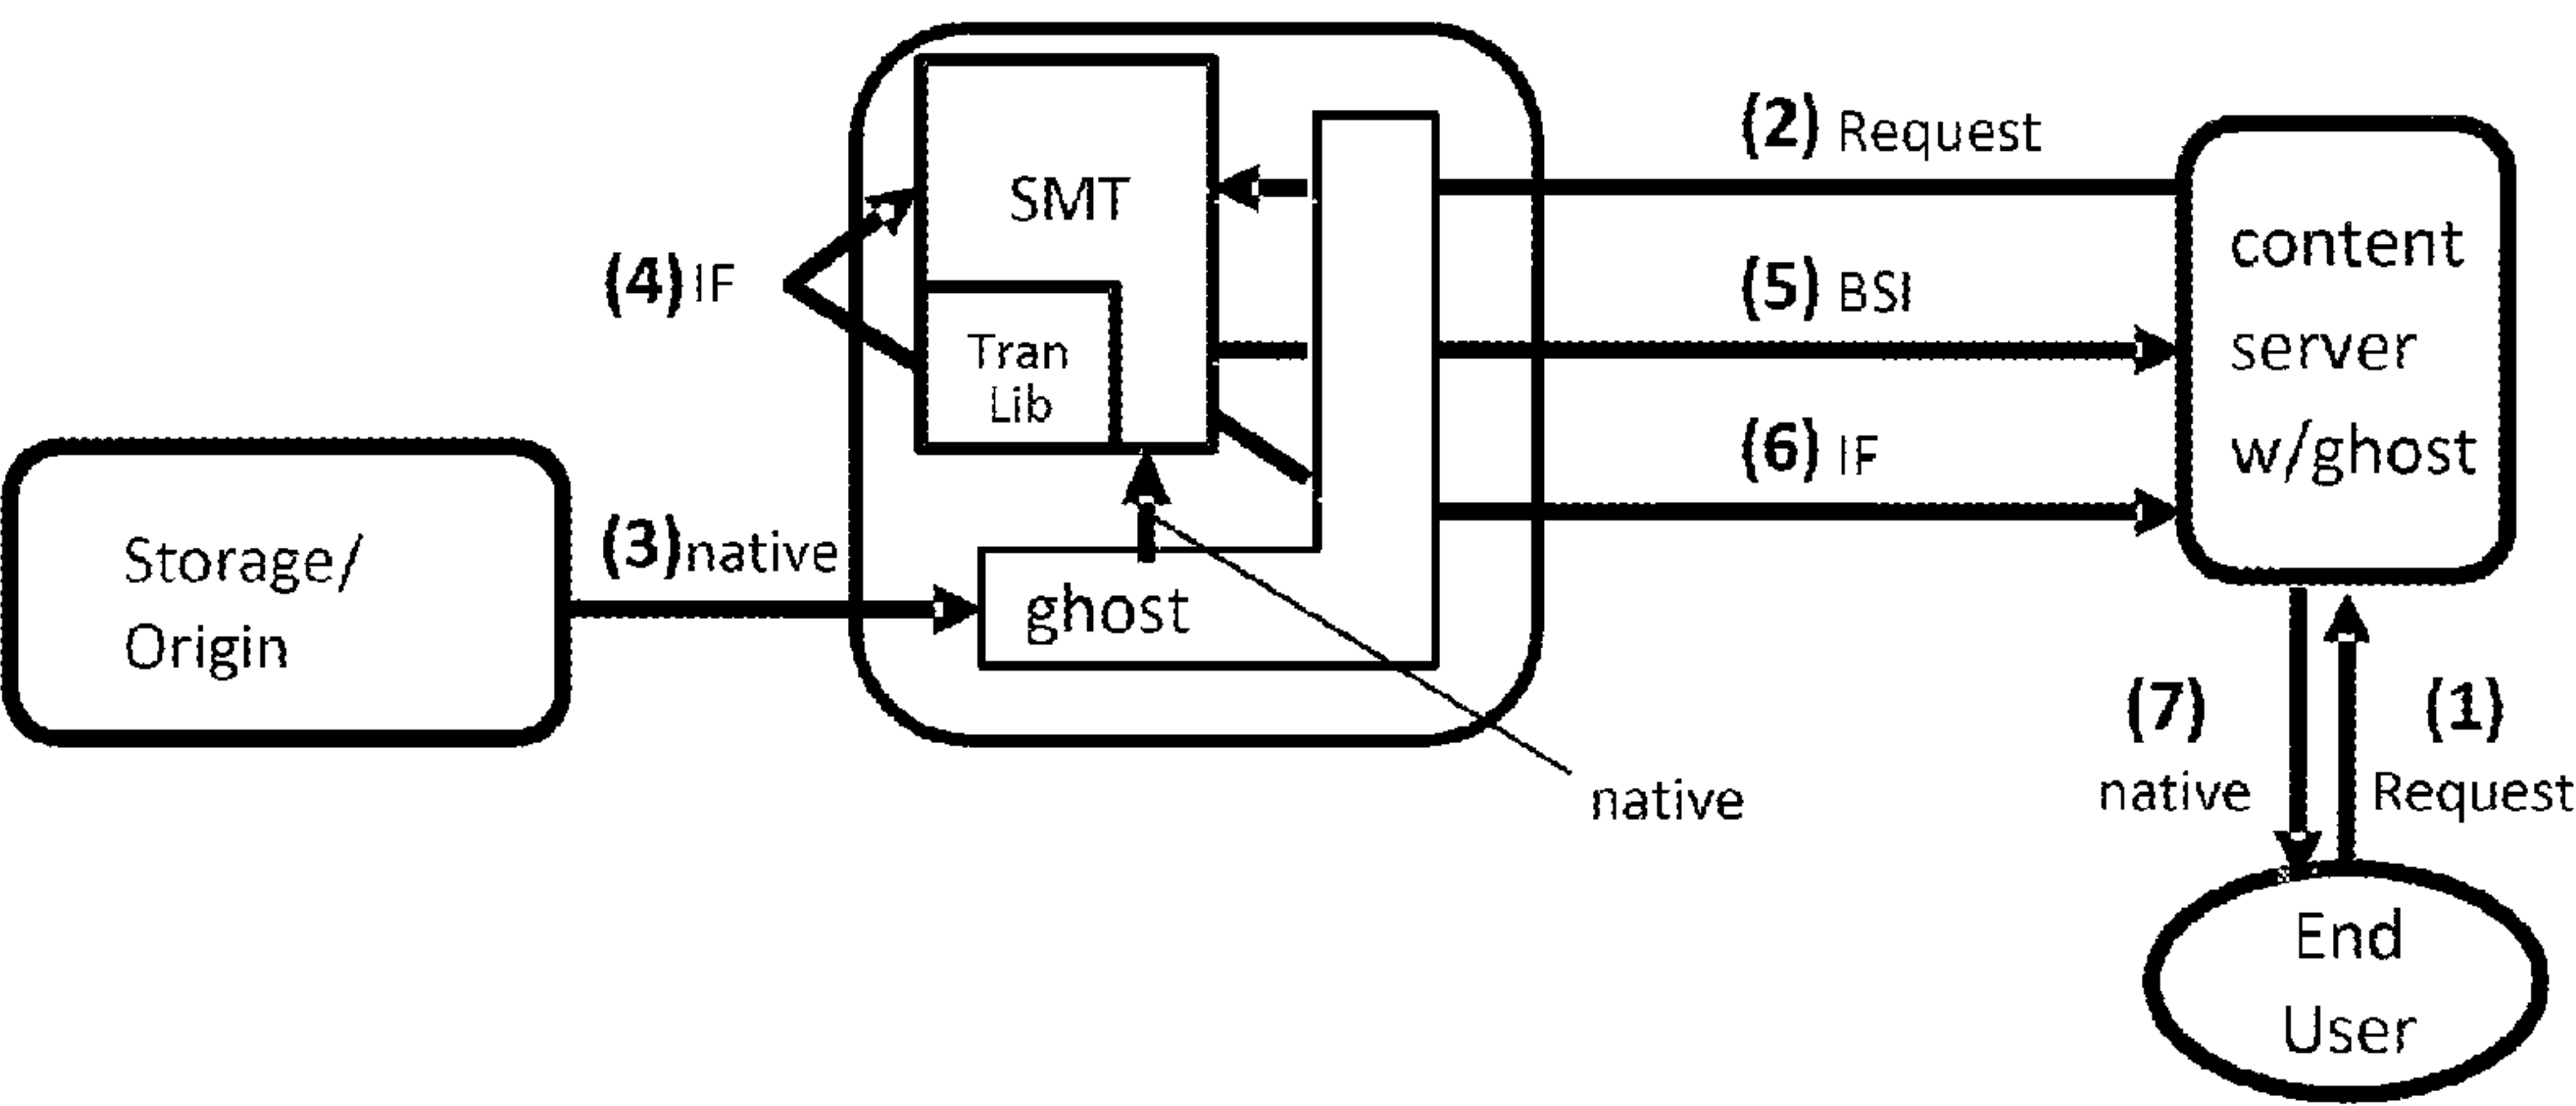 (2) Request
SMT
content
server
w/ghost
(4) IF
(5) BSI
Tran
Lib
(6) IF
Storage/
Origin
(3) native
ghost
native
(7)
native
(1)
Request
End
User